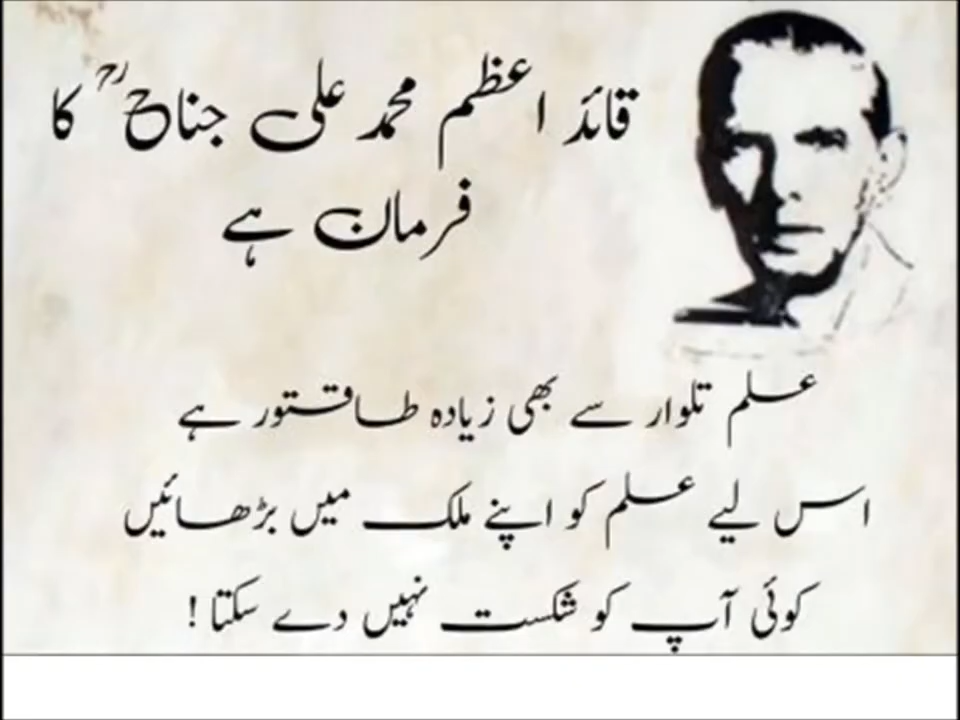 قائد اعظم محمد علی جناحؒ کا
فرمان ہے
علم تلوار سے بھی زیادہ طاقتور ہے
اس لیے علم کو اپنے ملک میں بڑھائیں
کوئی آپ کو شکست نہیں دے سکتا !